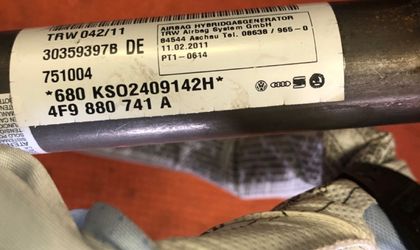 TRW 042/11
30359397B DE
751004
*680 KSO2409142H*
4F9 880 741 A
AIRBAG HYBRIDGASGENERATOR
TRW Airbag System GmbH
84544 Aschau Tel. 08638 / 965-0
11.02.2011
PT1-0614